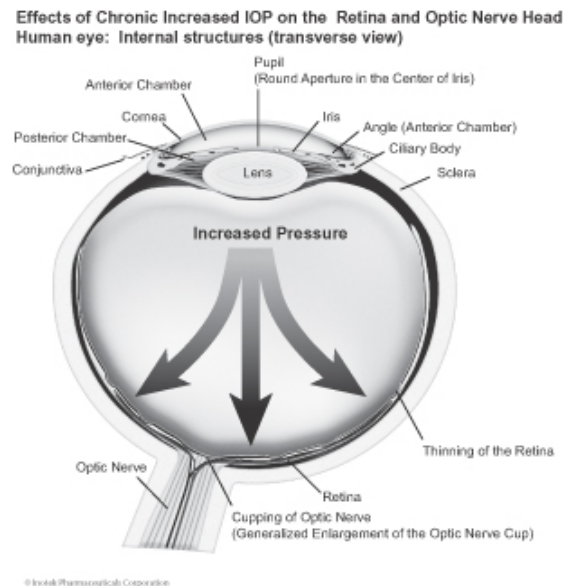 Effects of Chronic Increased IOP on the Retina and Optic Nerve Head
Human eye: Internal structures (transverse view)
Pupil
(Round Aperture in the Center of Iris)
Anterior Chamber
Cornea
Iris
Angle (Anterior Chamber)
Posterior Chamber
Ciliary Body
Conjunctiva
Lens
Sclera
Increased Pressure
Thinning of the Retina
Optic Nerve
Retina
Cupping of Optic Nerve
(Generalized Enlargement of the Optic Nerve Cup)
© Inotek Pharmaceuticals Corporation